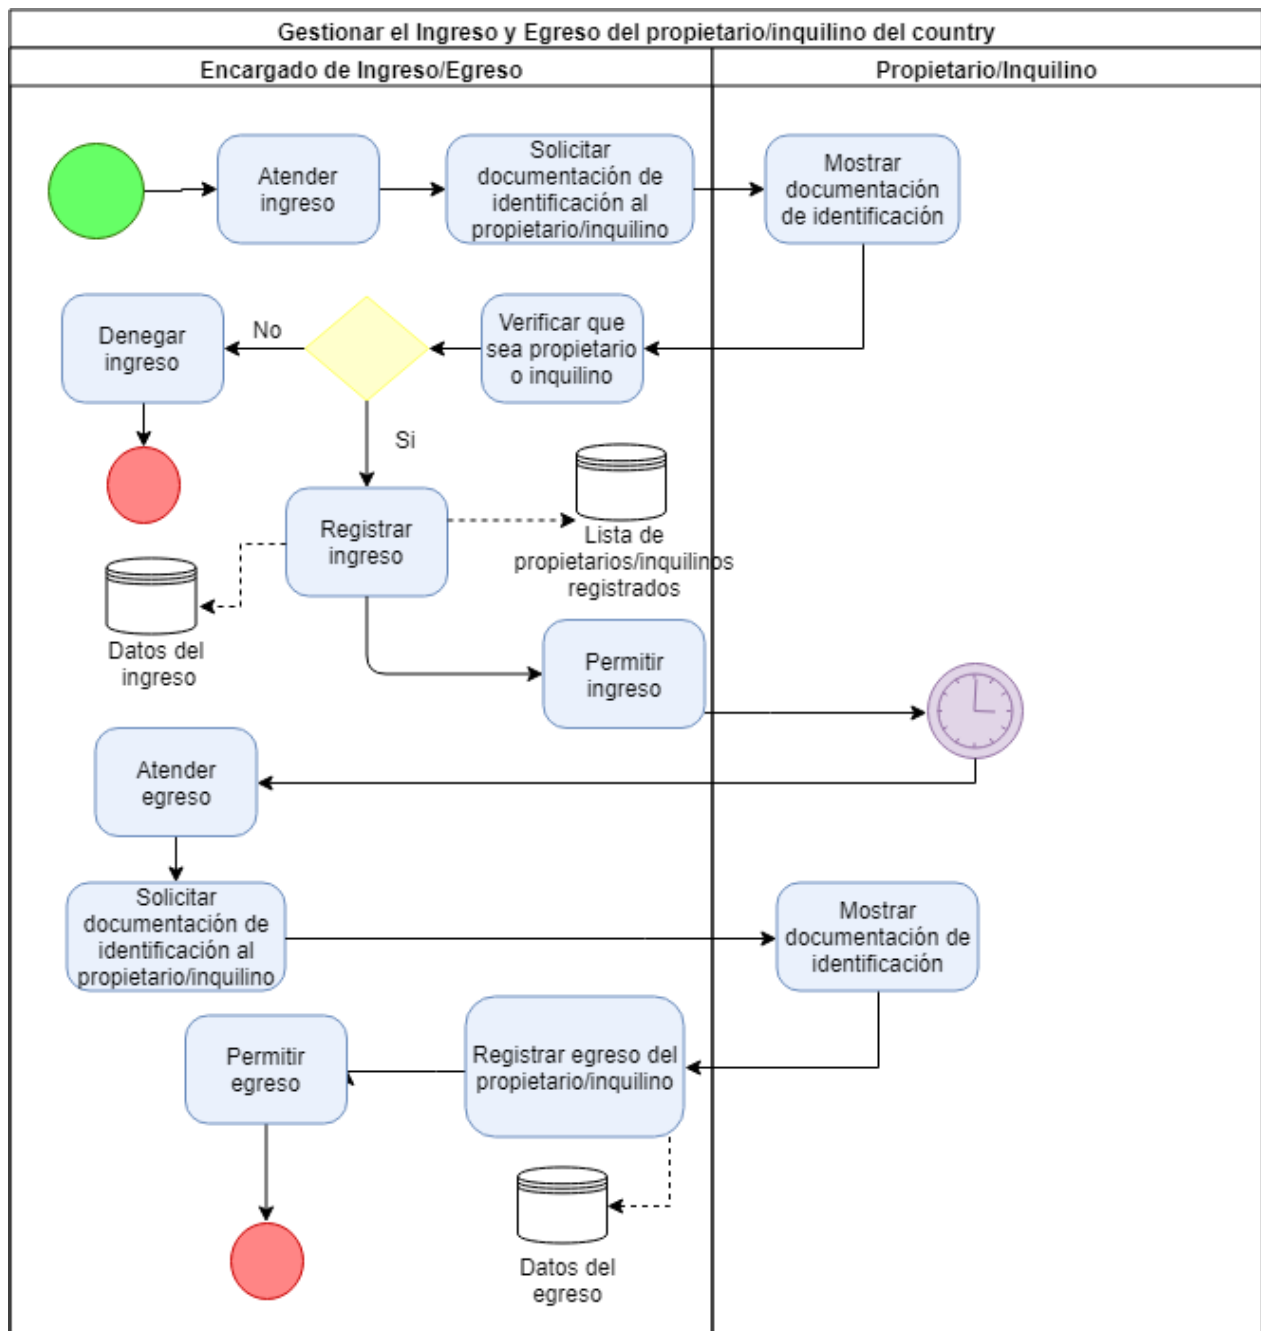 Gestionar el Ingreso y Egreso del propietario/inquilino del country
Encargado de Ingreso/Egreso
Propietario/Inquilino
Atender
ingreso
Solicitar
documentación de
identificación al
propietario/inquilino
Mostrar
documentación
de identificación
Denegar
ingreso
No
Verificar que
sea propietario
o inquilino
Si
Registrar
ingreso
Lista de
propietarios/inquilinos
registrados
Datos del
ingreso
Permitir
ingreso
Atender
egreso
Solicitar
documentación de
identificación al
propietario/inquilino
Mostrar
documentación de
identificación
Permitir
egreso
Registrar egreso del
propietario/inquilino
Datos del
egreso